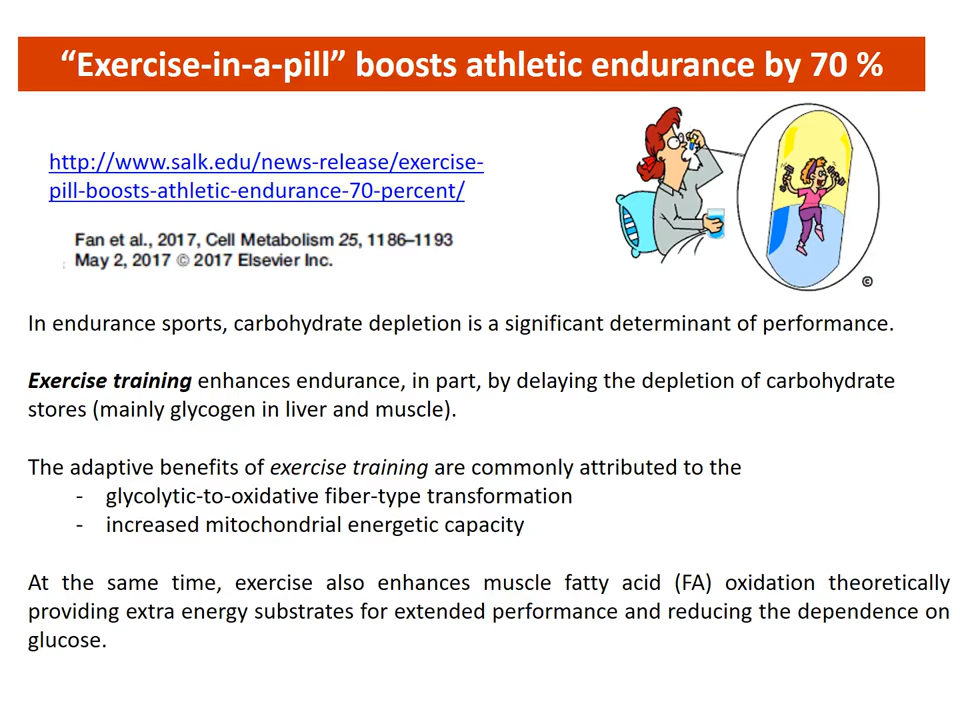 “Exercise-in-a-pill” boosts athletic endurance by 70 %
http://www.salk.edu/news-release/exercise-
pill-boosts-athletic-endurance-70-percent/
Fan et al., 2017, Cell Metabolism 25, 1186–1193
May 2, 2017 © 2017 Elsevier Inc.
©
In endurance sports, carbohydrate depletion is a significant determinant of performance.
Exercise training enhances endurance, in part, by delaying the depletion of carbohydrate
stores (mainly glycogen in liver and muscle).
The adaptive benefits of exercise training are commonly attributed to the
- glycolytic-to-oxidative fiber-type transformation
- increased mitochondrial energetic capacity
At the same time, exercise also enhances muscle fatty acid (FA) oxidation theoretically
providing extra energy substrates for extended performance and reducing the dependence on
glucose.